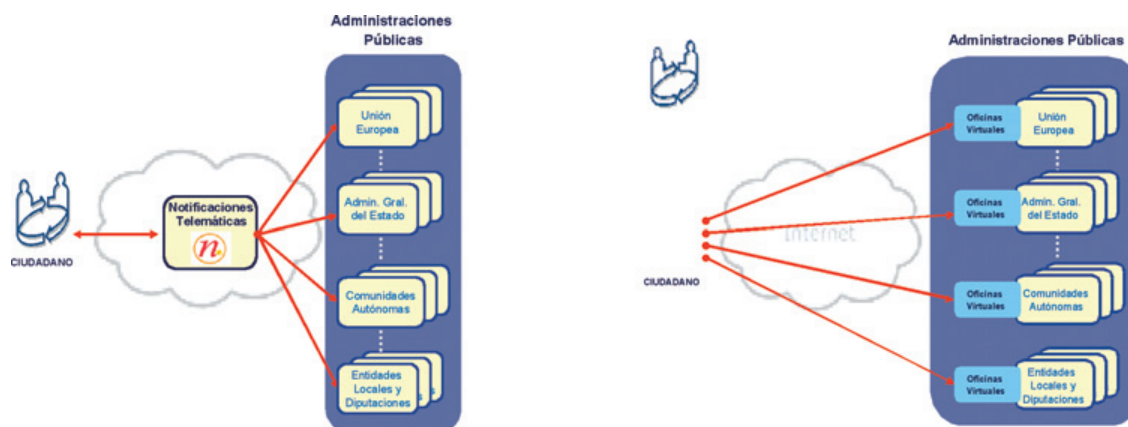 Administraciones
Públicas
Unión
Europea
Notificaciones
Telemáticas
n
Admin. Gral.
del Estado
CIUDADANO
Comunidades
Autónomas
Entidades
Locales y
Diputaciones
Administraciones Públicas
Oficinas
Virtuales
Unión
Europea
Oficinas
Virtuales
Admin. Gral.
del Estado
Internet
CIUDADANO
Oficinas
Virtuales
Comunidades
Autónomas
Oficinas
Virtuales
Entidades
Locales y
Diputaciones